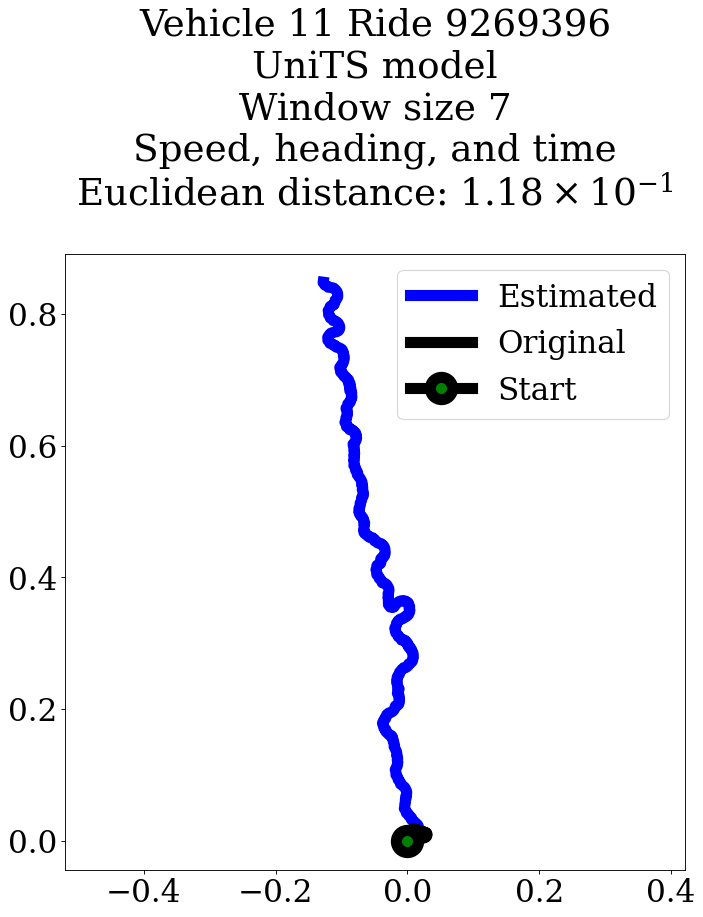 Vehicle 11 Ride 9269396
UniTS model
Window size 7
Speed, heading, and time
Euclidean distance: 1.18 × 10⁻¹
Estimated
Original
Start
0.8
0.6
0.4
0.2
0.0
−0.4 −0.2 0.0 0.2 0.4